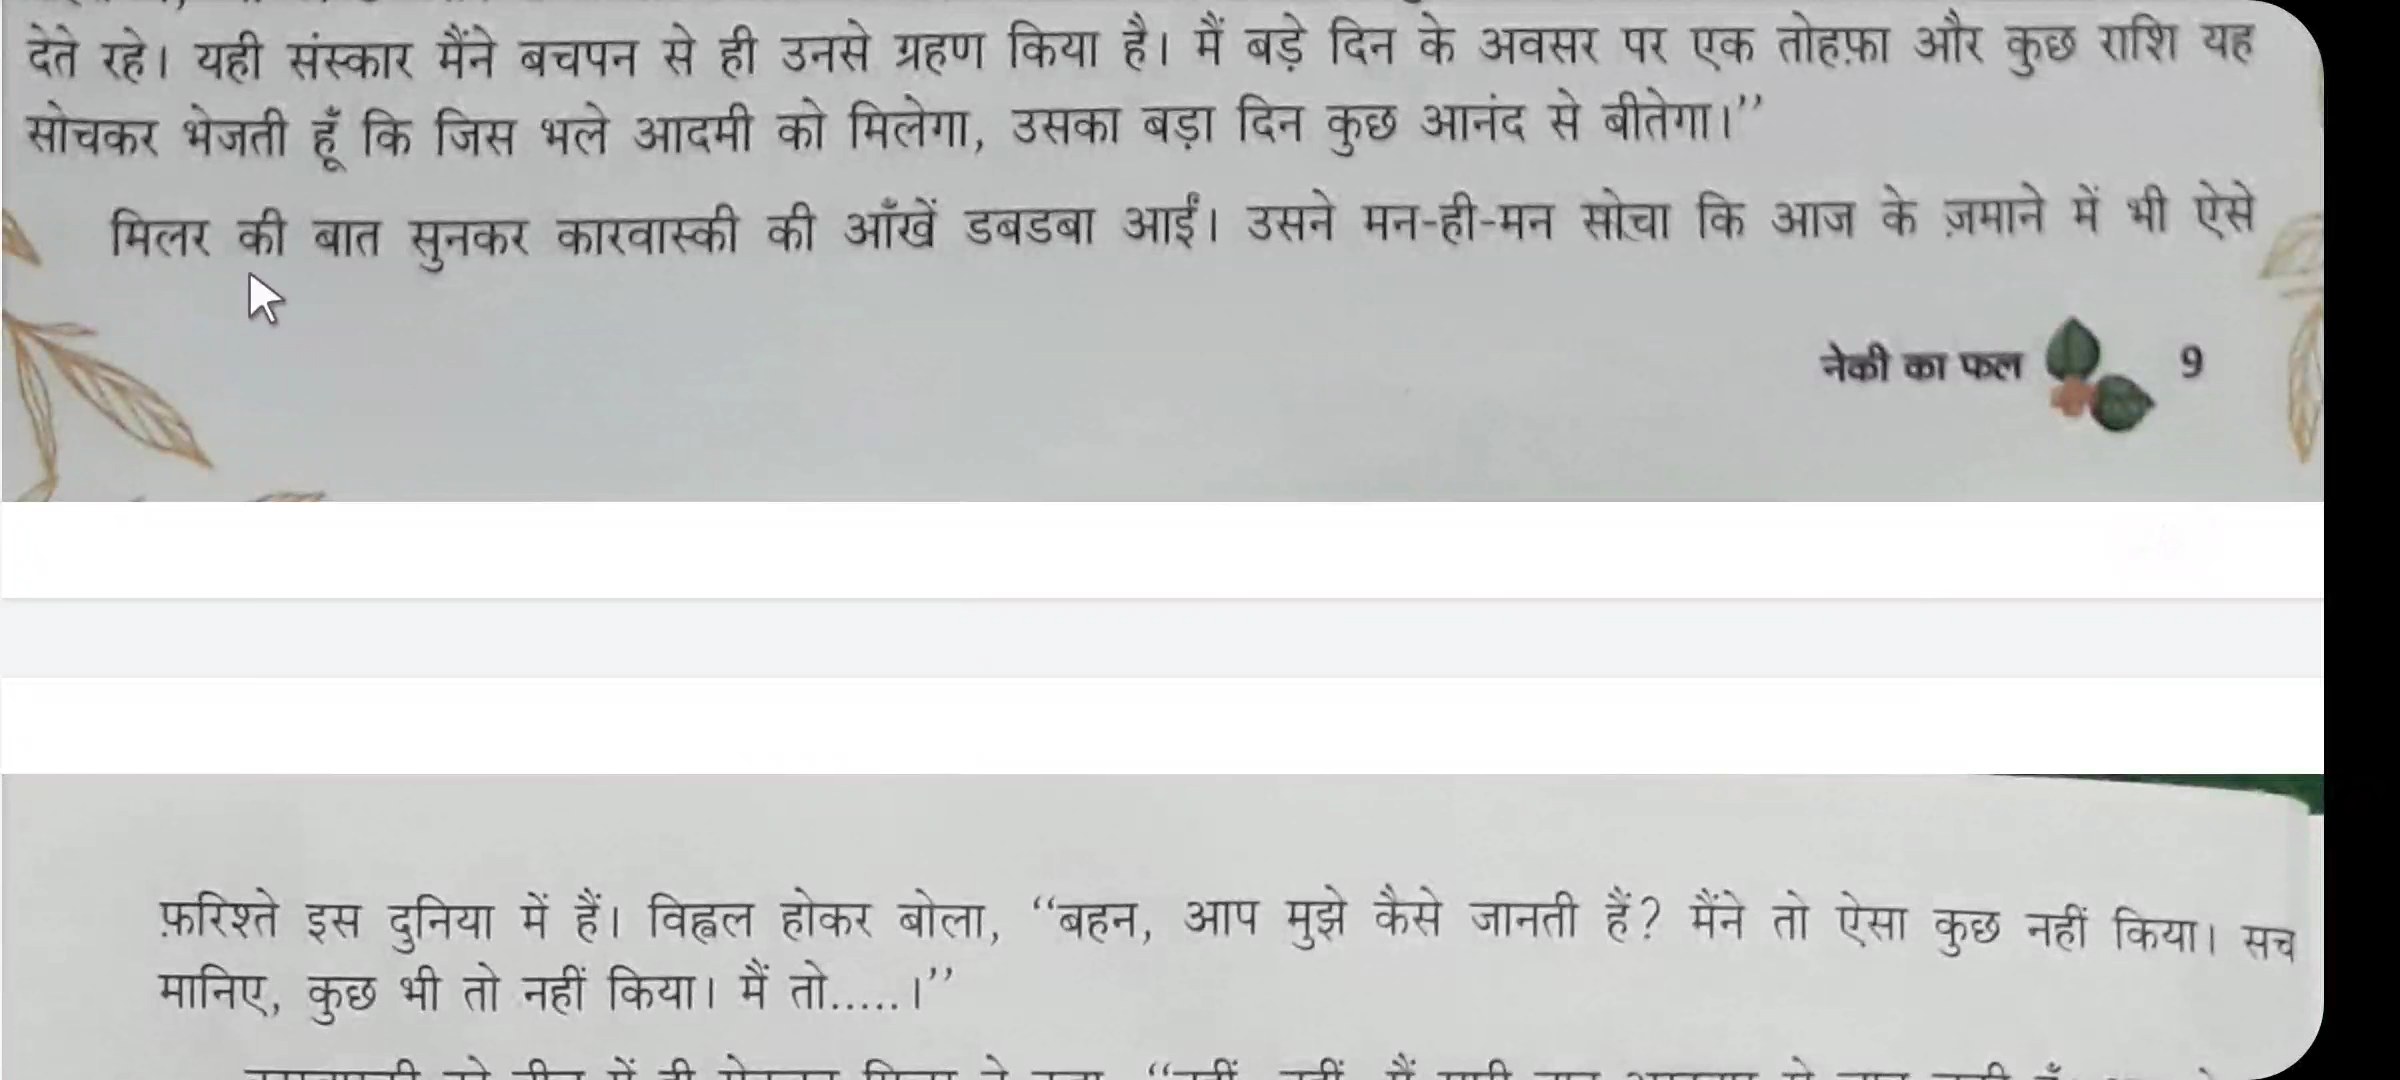 देते रहे। यही संस्कार मैंने बचपन से ही उनसे ग्रहण किया है। मैं बड़े दिन के अवसर पर एक तोहफ़ा और कुछ राशि यह
सोचकर भेजती हूँ कि जिस भले आदमी को मिलेगा, उसका बड़ा दिन कुछ आनंद से बीतेगा।”
मिलर की बात सुनकर कारवास्की की आँखें डबडबा आईं। उसने मन-ही-मन सोचा कि आज के ज़माने में भी ऐसे
नेकी का फल 9
फ़रिश्ते इस दुनिया में हैं। विह्वल होकर बोला, “बहन, आप मुझे कैसे जानती हैं? मैंने तो ऐसा कुछ नहीं किया। सच
मानिए, कुछ भी तो नहीं किया। मैं तो.....।”